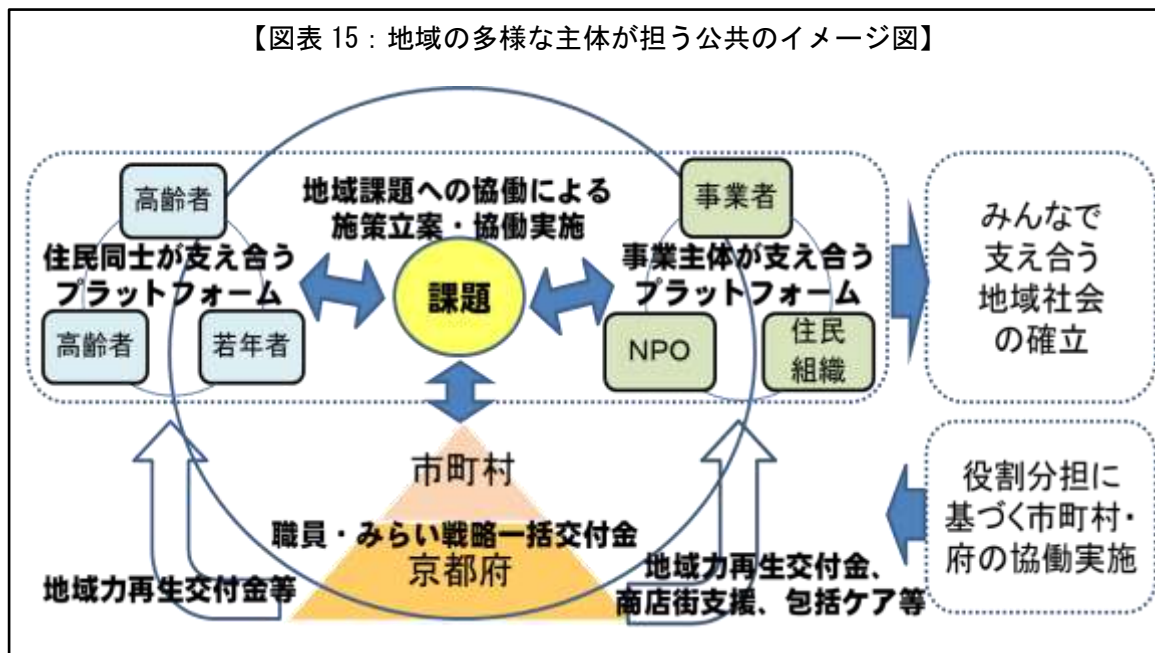 【図表 15：地域の多様な主体が担う公共のイメージ図】
高齢者
住民同士が支え合う
プラットフォーム
高齢者
若年者
地域課題への協働による
施策立案・協働実施
課題
事業者
事業主体が支え合う
プラットフォーム
NPO
住民
組織
みんなで
支え合う
地域社会
の確立
市町村
職員・みらい戦略一括交付金
京都府
地域力再生交付金等
地域力再生交付金、
商店街支援、包括ケア等
役割分担に
基づく市町村・
府の協働実施